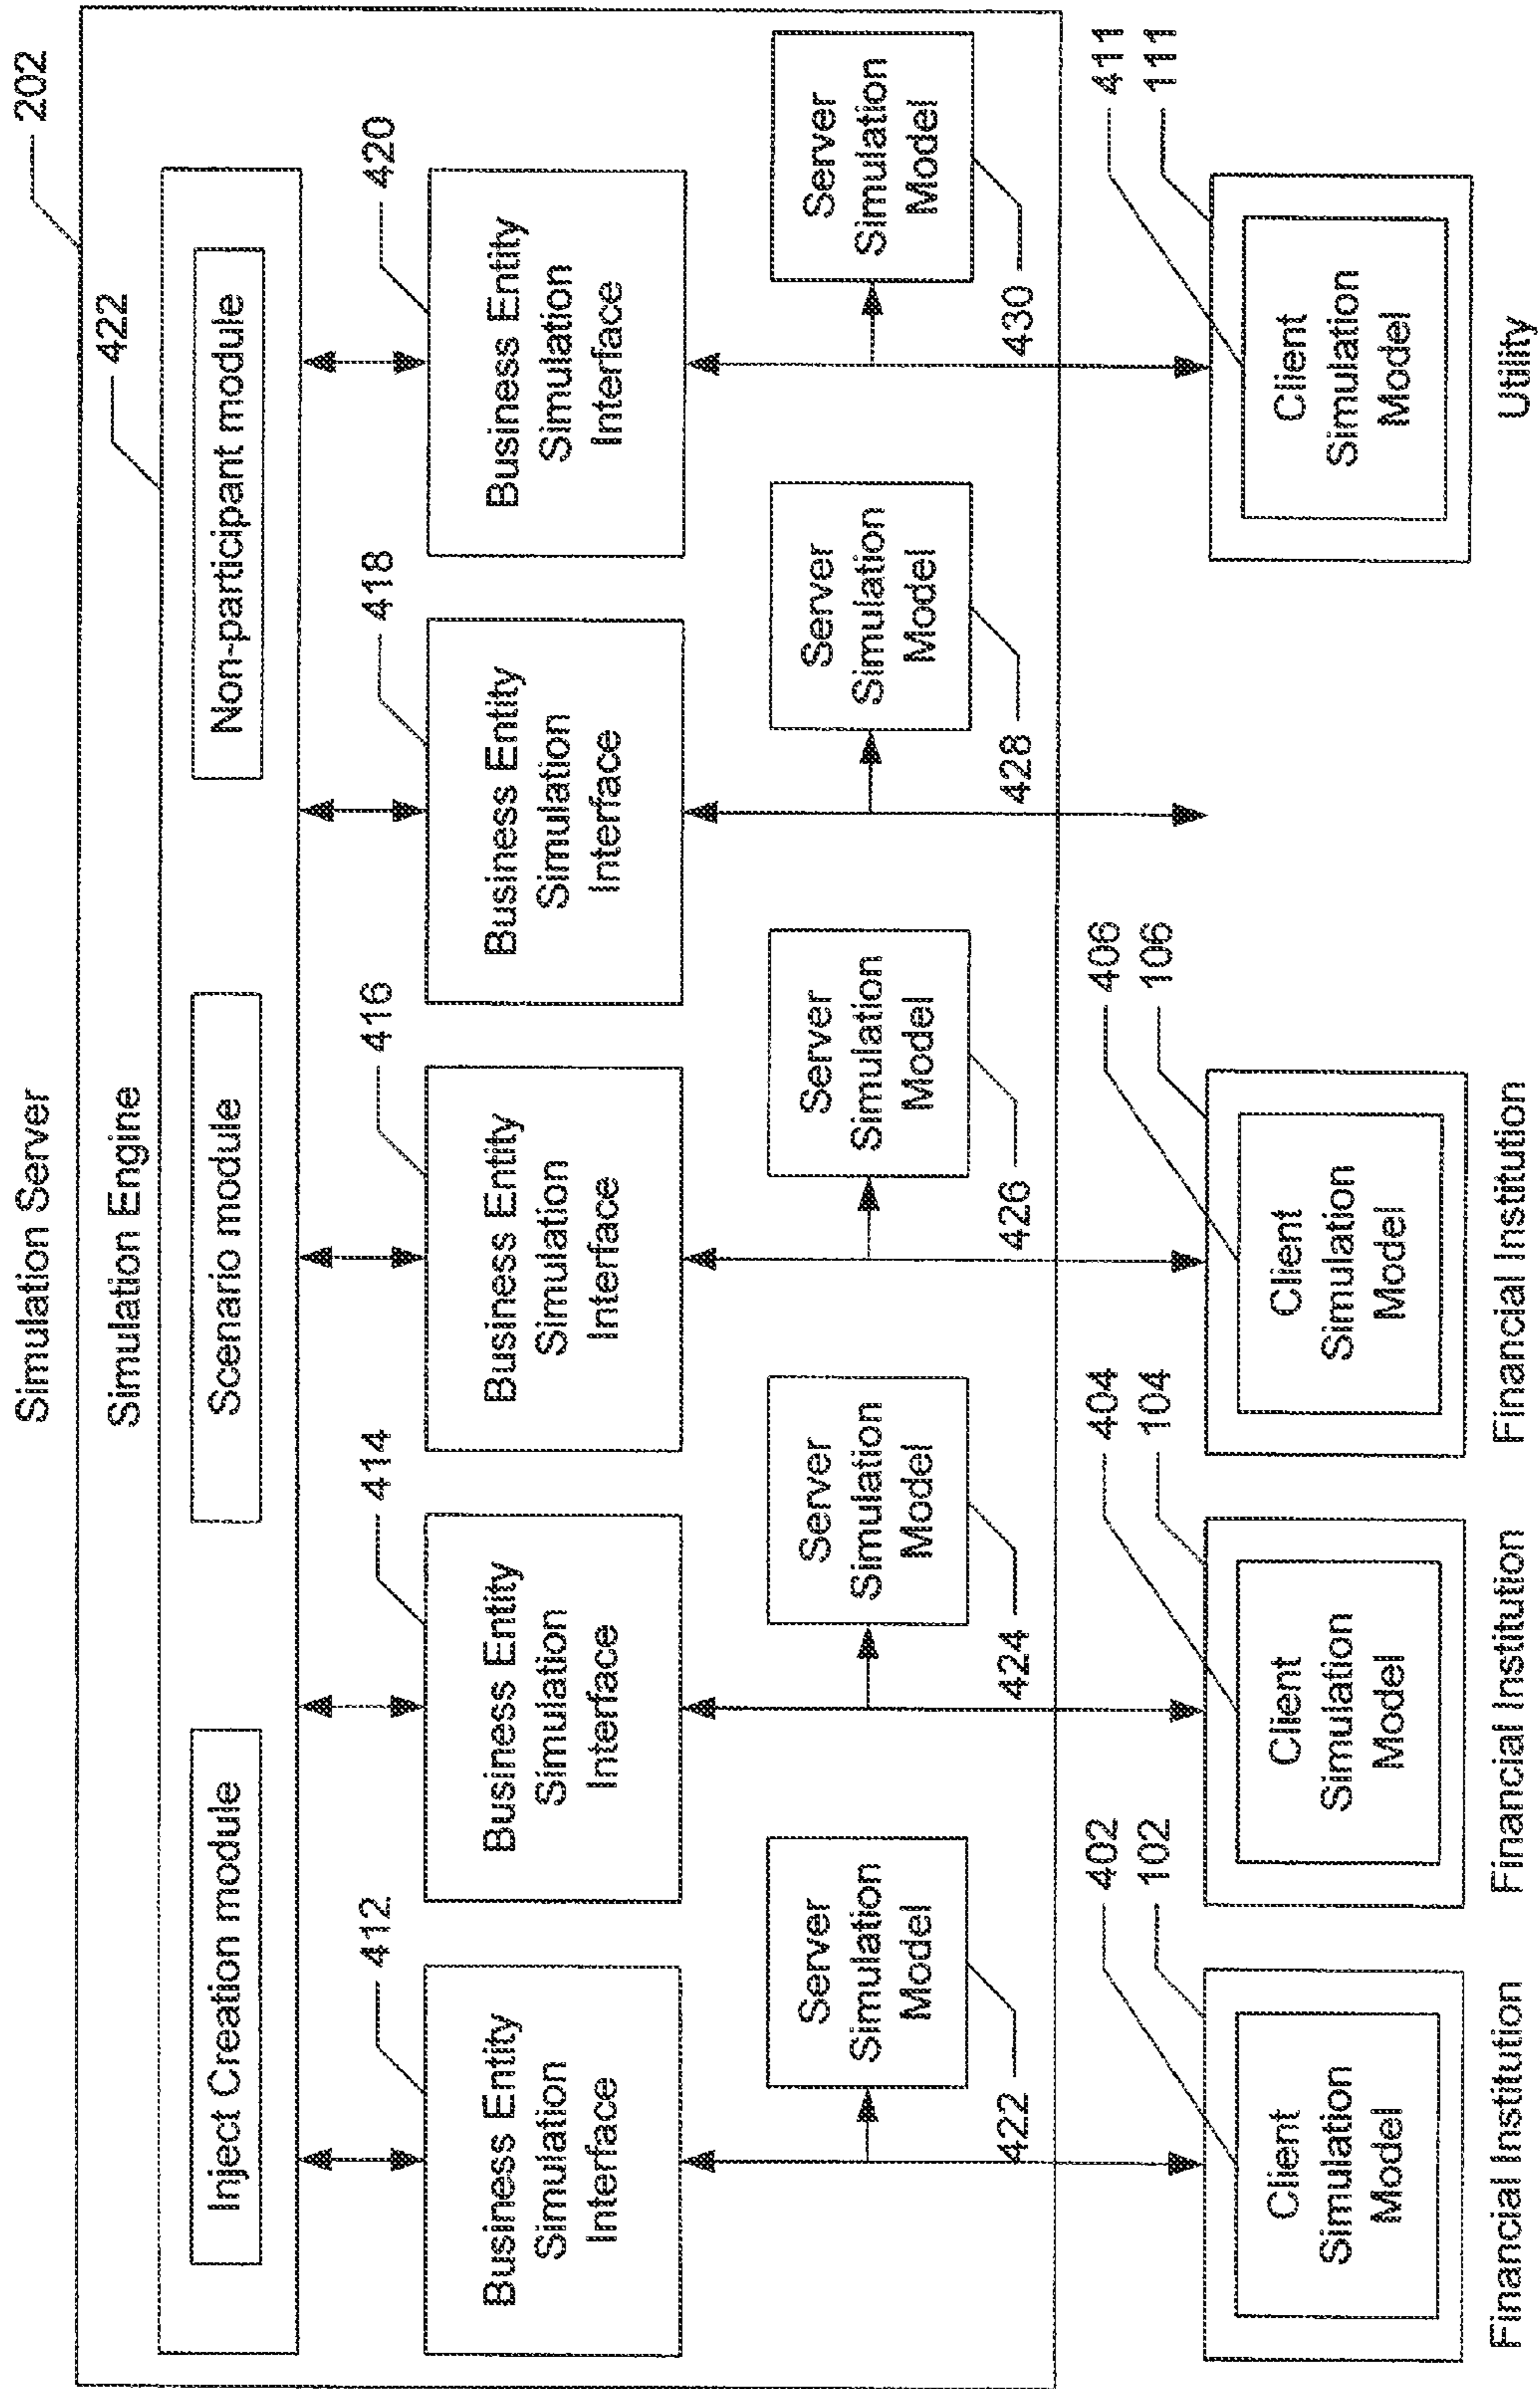 Simulation Server
202
Simulation Engine
422
Inject Creation module
Scenario module
Non-participant module
412
414
416
418
420
Business Entity
Simulation
Interface
Business Entity
Simulation
Interface
Business Entity
Simulation
Interface
Business Entity
Simulation
Interface
Business Entity
Simulation
Interface
Server
Simulation
Model
Server
Simulation
Model
Server
Simulation
Model
Server
Simulation
Model
Server
Simulation
Model
422
424
426
428
430
402
102
404
104
406
106
411
111
Client
Simulation
Model
Client
Simulation
Model
Client
Simulation
Model
Client
Simulation
Model
Financial Institution
Financial Institution
Financial Institution
Utility